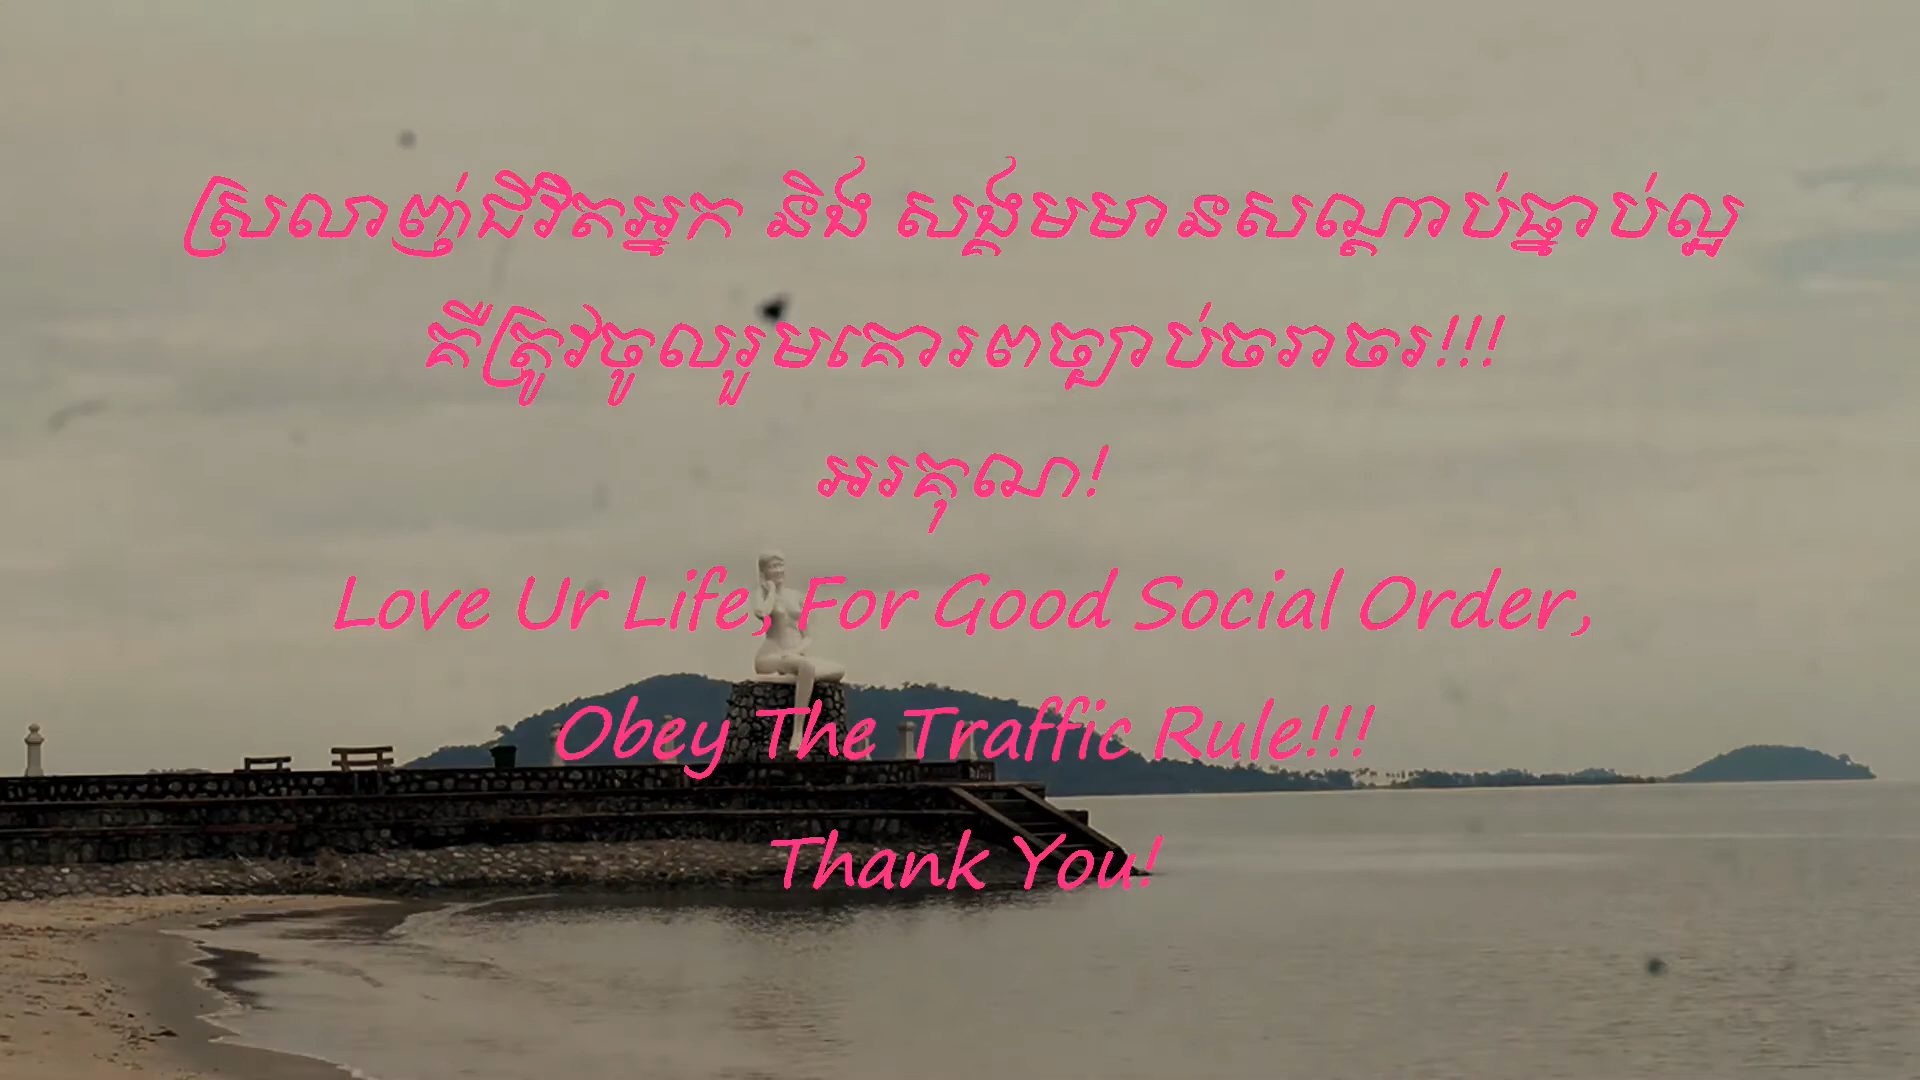 ស្រលាញ់ជីវិតអ្នក និង សង្គមមានសណ្ដាប់ធ្នាប់ល្អ
គឺត្រូវចូលរួមគោរពច្បាប់ចរាចរ!!!
អរគុណ!
Love Ur Life, For Good Social Order,
Obey The Traffic Rule!!!
Thank You!